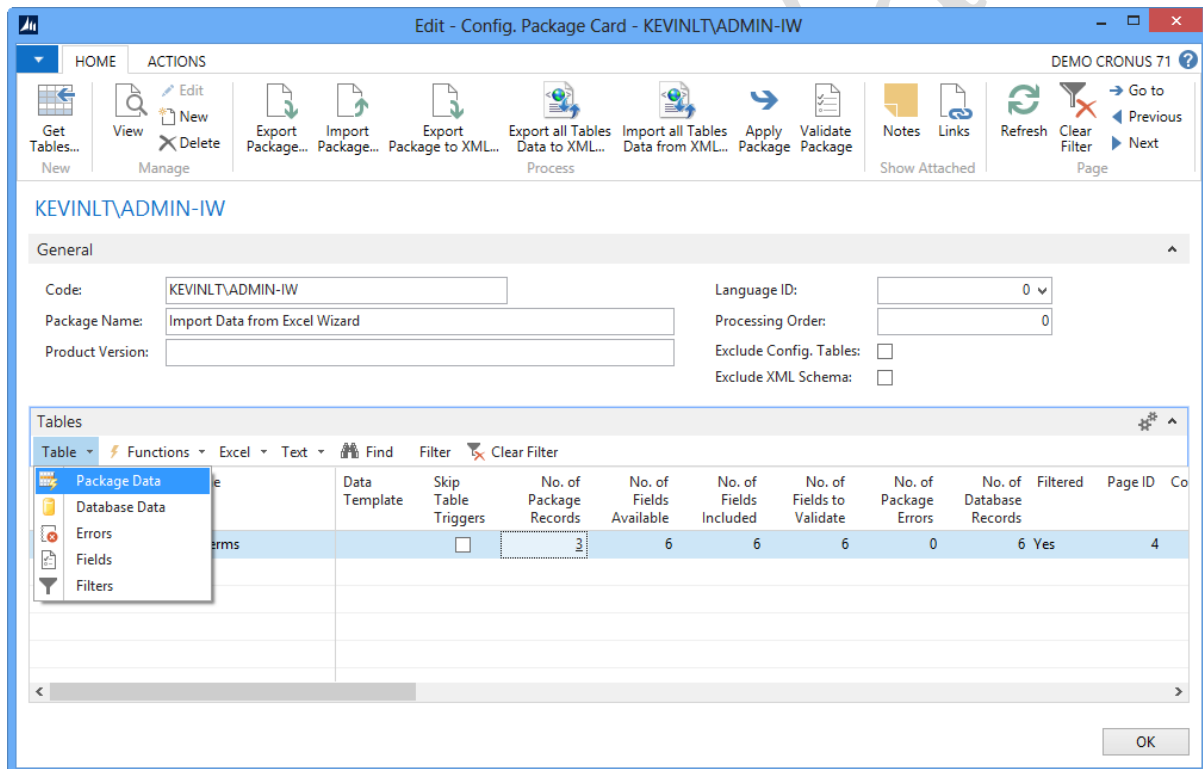 Edit - Config. Package Card - KEVINLT\ADMIN-IW
HOME ACTIONS DEMO CRONUS 71
Get Tables...
View
Edit
New
Delete
Export Package...
Import Package...
Export Package to XML...
Export all Tables Data to XML...
Import all Tables Data from XML...
Apply Package
Validate Package
Notes
Links
Refresh
Clear Filter
Go to
Previous
Next
New Manage Process Show Attached Page
KEVINLT\ADMIN-IW
General
Code: KEVINLT\ADMIN-IW Language ID: 0
Package Name: Import Data from Excel Wizard Processing Order: 0
Product Version: Exclude Config. Tables:
Exclude XML Schema:
Tables
Table Functions Excel Text Find Filter Clear Filter
Package Data
Database Data
Errors
Fields
Filters
e
Data Template
Skip Table Triggers
No. of Package Records
No. of Fields Available
No. of Fields Included
No. of Fields to Validate
No. of Package Errors
No. of Database Records
Filtered
Page ID
Co
erms 3 6 6 6 0 6 Yes 4
OK